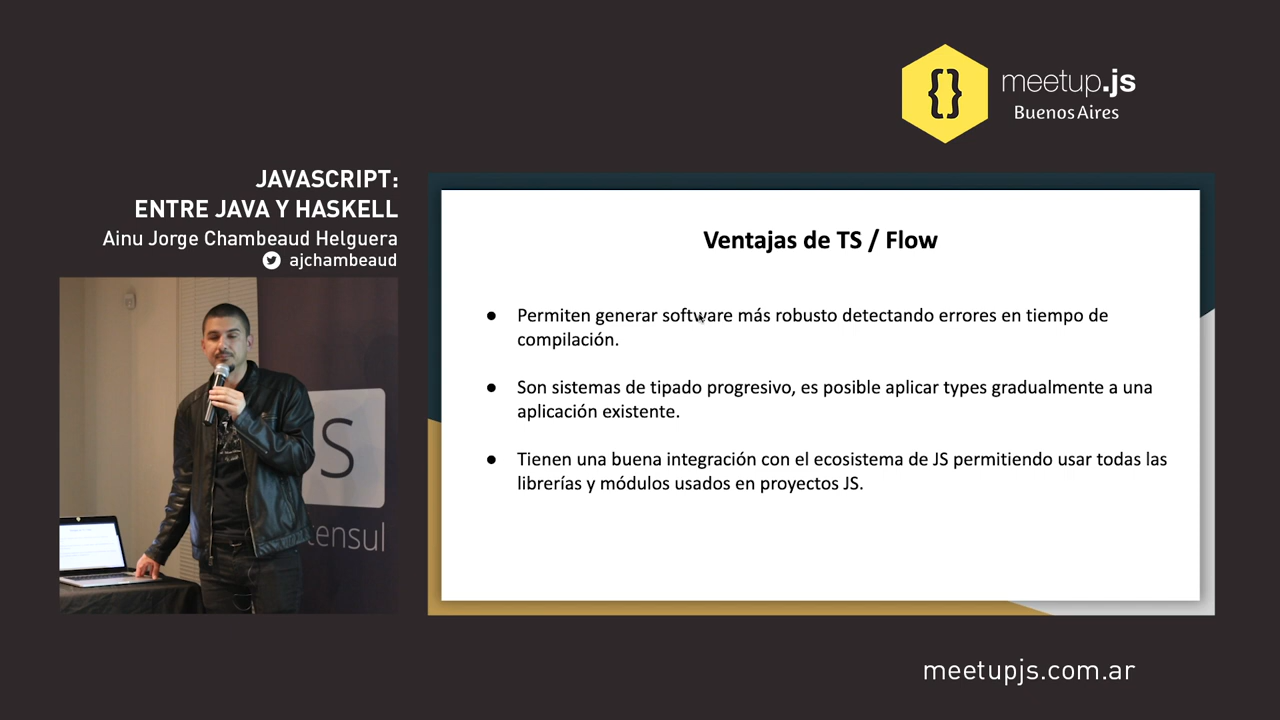 {}
meetup.js
Buenos Aires
JAVASCRIPT:
ENTRE JAVA Y HASKELL
Ainu Jorge Chambeaud Helguera
ajchambeaud
Ventajas de TS / Flow
● Permiten generar software más robusto detectando errores en tiempo de
compilación.
● Son sistemas de tipado progresivo, es posible aplicar types gradualmente a una
aplicación existente.
● Tienen una buena integración con el ecosistema de JS permitiendo usar todas las
librerías y módulos usados en proyectos JS.
S
tensul
meetupjs.com.ar